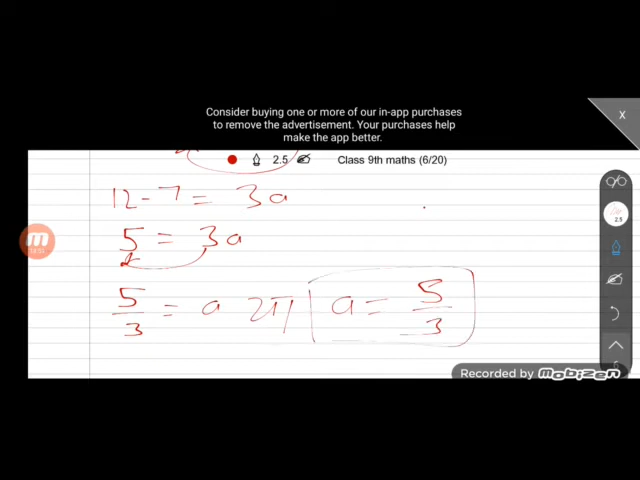 Consider buying one or more of our in-app purchases
to remove the advertisement. Your purchases help
make the app better.
X
2.5 Class 9th maths (6/20)
12 - 7 = 3a
5 = 3a
5/3 = a या a = 5/3
2.5
Recorded by mobizen